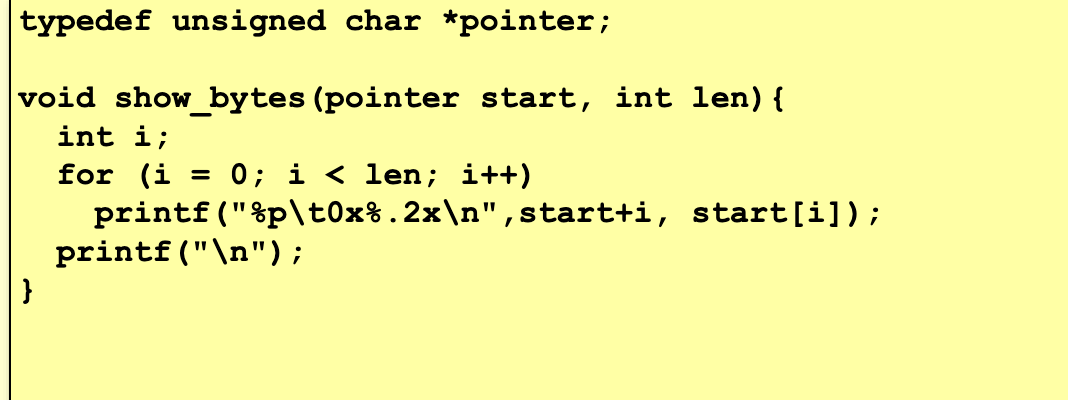 typedef unsigned char *pointer;
void show_bytes(pointer start, int len){
int i;
for (i = 0; i < len; i++)
printf("%p\t0x%.2x\n",start+i, start[i]);
printf("\n");
}